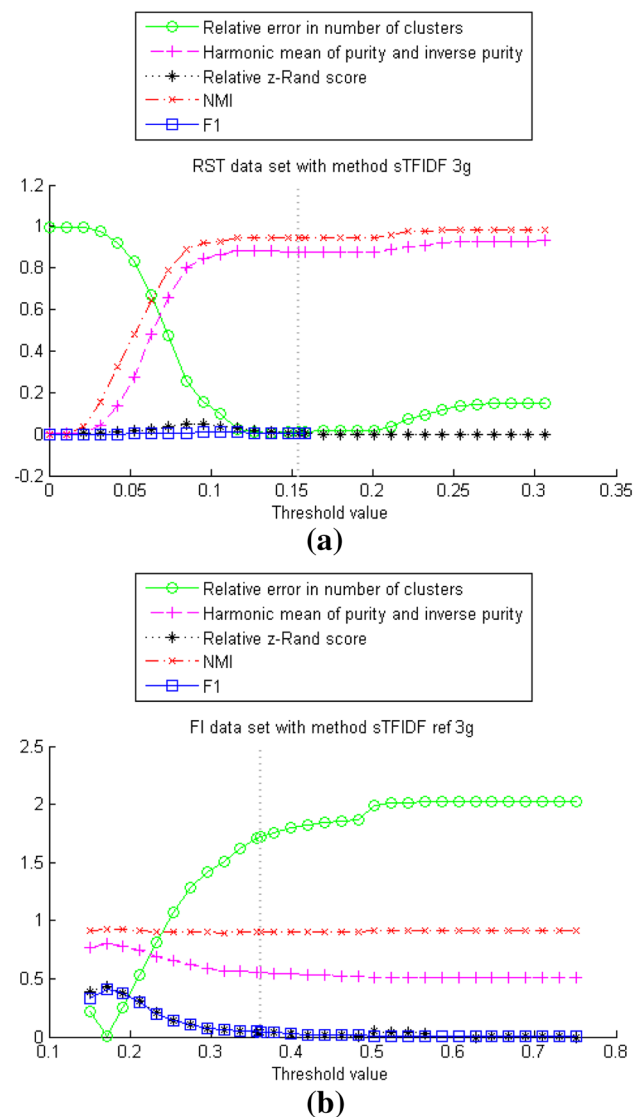 Relative error in number of clusters
Harmonic mean of purity and inverse purity
Relative z-Rand score
NMI
F1
RST data set with method sTFIDF 3g
1.2
1
0.8
0.6
0.4
0.2
0
-0.2
0 0.05 0.1 0.15 0.2 0.25 0.3 0.35
Threshold value
(a)
Relative error in number of clusters
Harmonic mean of purity and inverse purity
Relative z-Rand score
NMI
F1
FI data set with method sTFIDF ref 3g
2.5
2
1.5
1
0.5
0
0.1 0.2 0.3 0.4 0.5 0.6 0.7 0.8
Threshold value
(b)